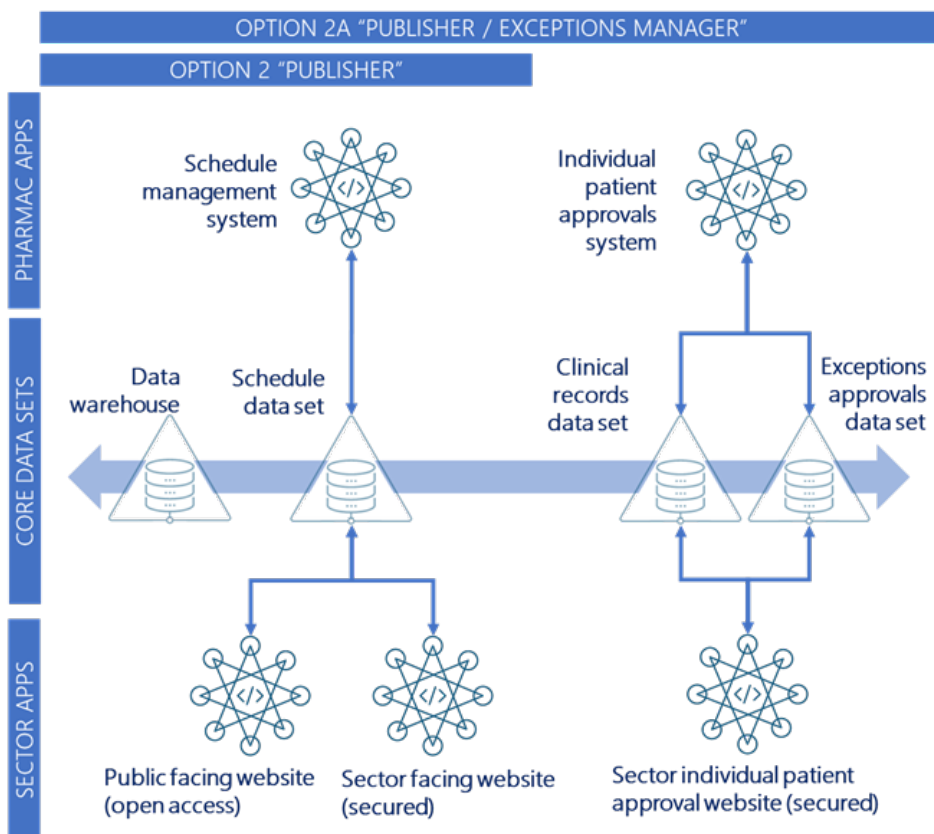 OPTION 2A “PUBLISHER / EXCEPTIONS MANAGER”
OPTION 2 “PUBLISHER”
PHARMAC APPS
Schedule
management
system
</>
Individual
patient
approvals
system
</>
CORE DATA SETS
Data
warehouse
Schedule
data set
Clinical
records
data set
Exceptions
approvals
data set
SECTOR APPS
</>
Public facing website
(open access)
</>
Sector facing website
(secured)
</>
Sector individual patient
approval website (secured)